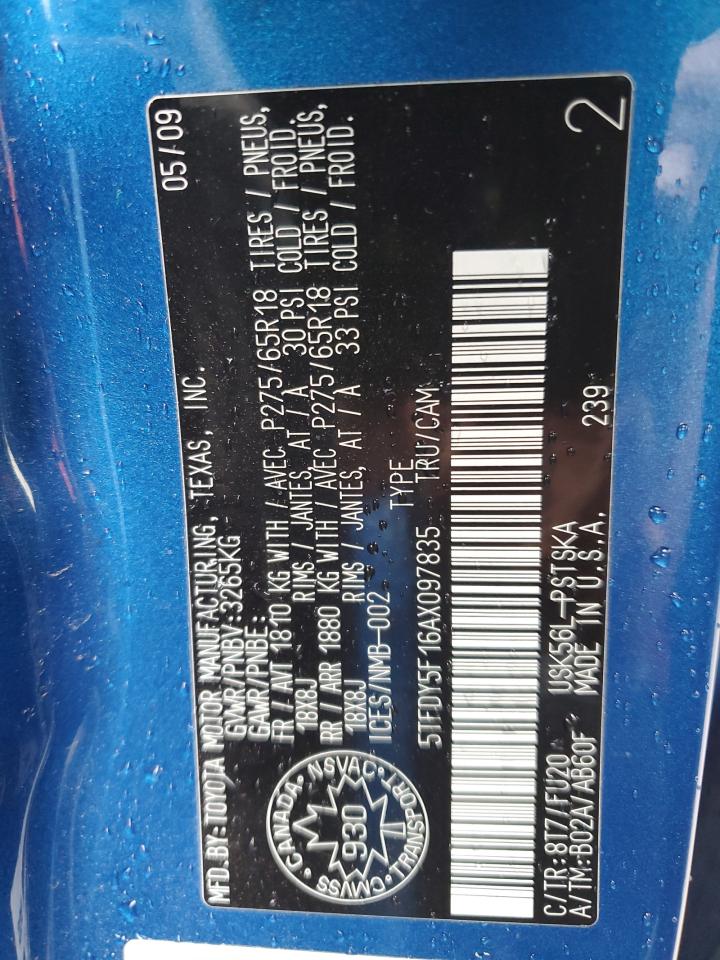 MFD.BY:TOYOTA MOTOR MANUFACTURING, TEXAS, INC. 05/09
GVWR/PNBV:3265KG
GAWR/PNBE:
FR / AVT 1810 KG WITH / AVEC P275/65R18 TIRES / PNEUS,
18X8J RIMS / JANTES, AT / A 30 PSI COLD / FROID.
RR / ARR 1880 KG WITH / AVEC P275/65R18 TIRES / PNEUS,
18X8J RIMS / JANTES, AT / A 33 PSI COLD / FROID.
ICES/NMB-002
TYPE
5TFDY5F16AX097835 TRU/CAM
CANADA · NSVAC · TRANSPORT · CMVSS
930
C/TR:8T7/FU20 USK56L-PSTSKA
A/TM:B02A/AB60F MADE IN U.S.A. 239
2